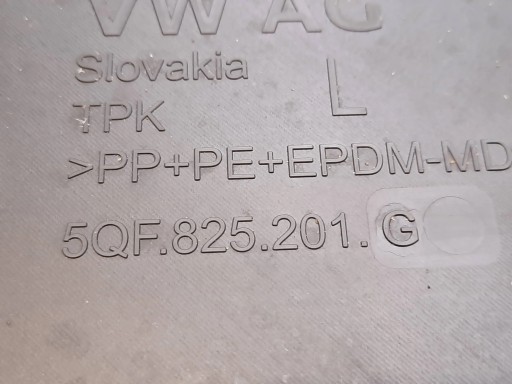 VW AG
Slovakia L
TPK
>PP+PE+EPDM-MD
5QF.825.201.G